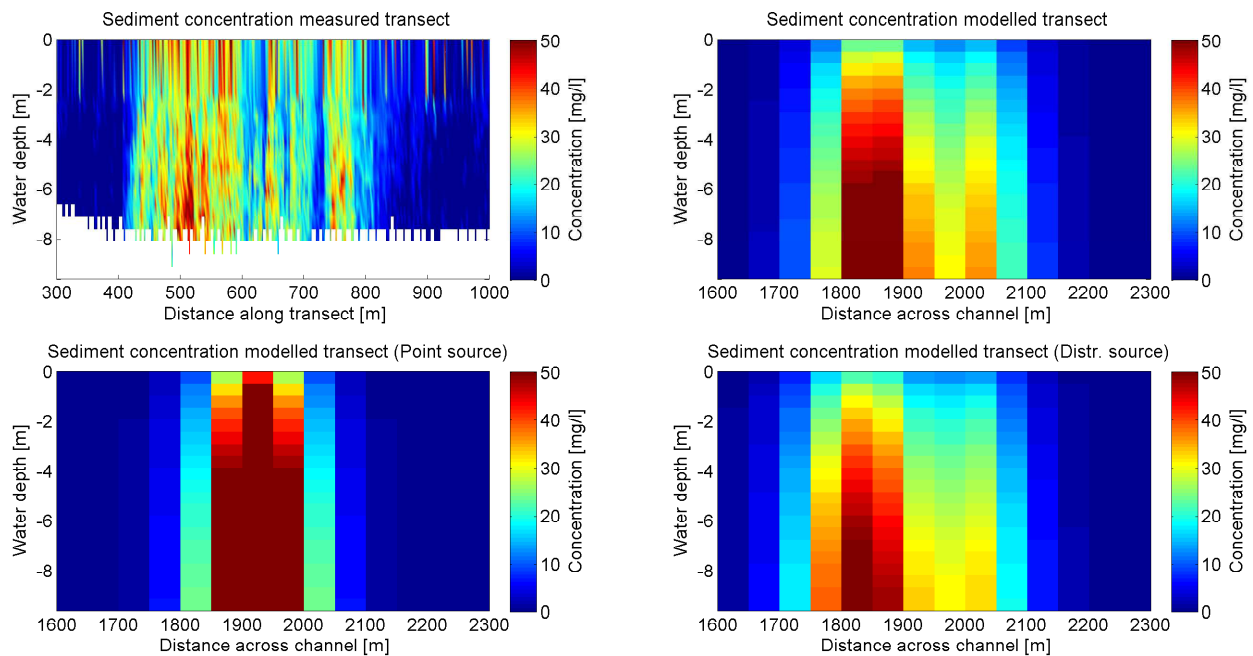 Sediment concentration measured transect
0
-2
-4
-6
-8
Water depth [m]
300 400 500 600 700 800 900 1000
Distance along transect [m]
50
40
30
20
10
0
Concentration [mg/l]
Sediment concentration modelled transect
0
-2
-4
-6
-8
Water depth [m]
1600 1700 1800 1900 2000 2100 2200 2300
Distance across channel [m]
50
40
30
20
10
0
Concentration [mg/l]
Sediment concentration modelled transect (Point source)
0
-2
-4
-6
-8
Water depth [m]
1600 1700 1800 1900 2000 2100 2200 2300
Distance across channel [m]
50
40
30
20
10
0
Concentration [mg/l]
Sediment concentration modelled transect (Distr. source)
0
-2
-4
-6
-8
Water depth [m]
1600 1700 1800 1900 2000 2100 2200 2300
Distance across channel [m]
50
40
30
20
10
0
Concentration [mg/l]